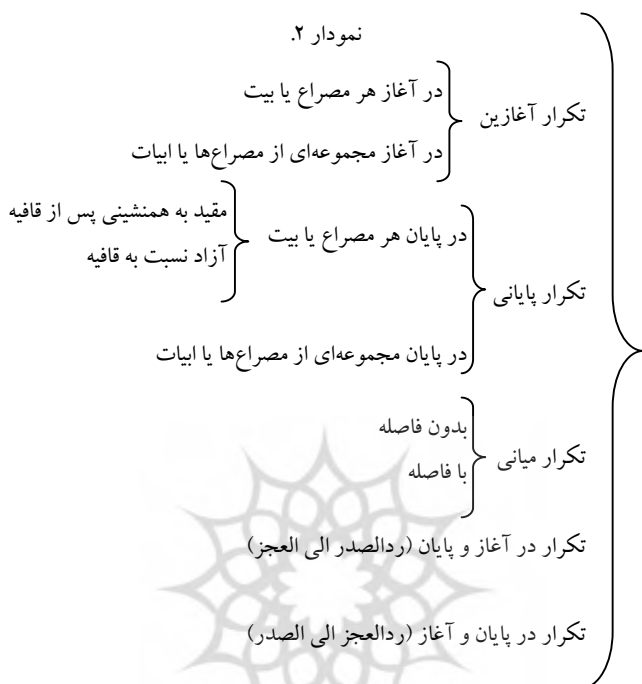 نمودار ۲.
تکرار آغازین
در آغاز هر مصراع یا بیت
در آغاز مجموعه‌ای از مصراع‌ها یا ابیات
تکرار پایانی
در پایان هر مصراع یا بیت
مقید به همنشینی پس از قافیه
آزاد نسبت به قافیه
در پایان مجموعه‌ای از مصراع‌ها یا ابیات
تکرار میانی
بدون فاصله
با فاصله
تکرار در آغاز و پایان (ردالصدر الی العجز)
تکرار در پایان و آغاز (ردالعجز الی الصدر)